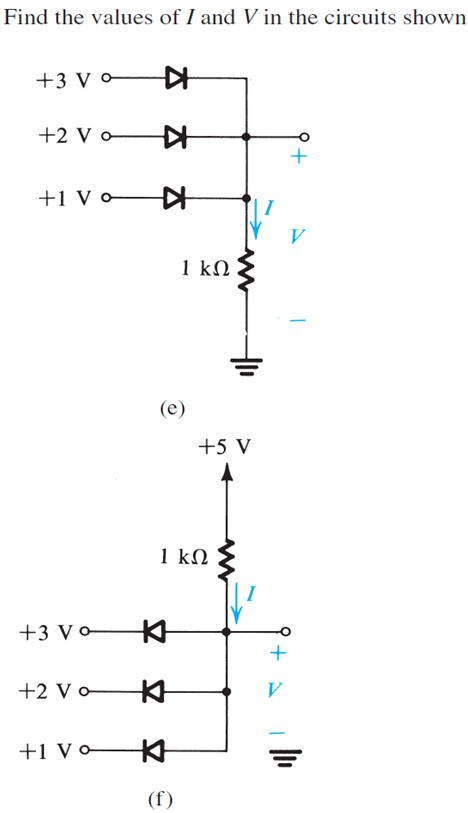 Find the values of I and V in the circuits shown
+3 V
+2 V
+
+1 V
I
V
1 kΩ
−
(e)
+5 V
1 kΩ
I
+3 V
+
+2 V
V
−
+1 V
(f)